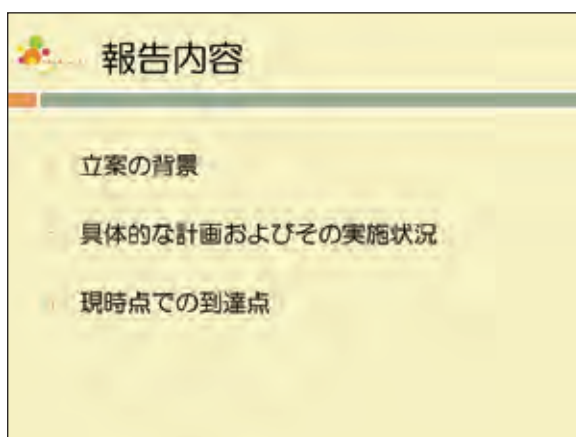 報告内容
立案の背景
具体的な計画およびその実施状況
現時点での到達点